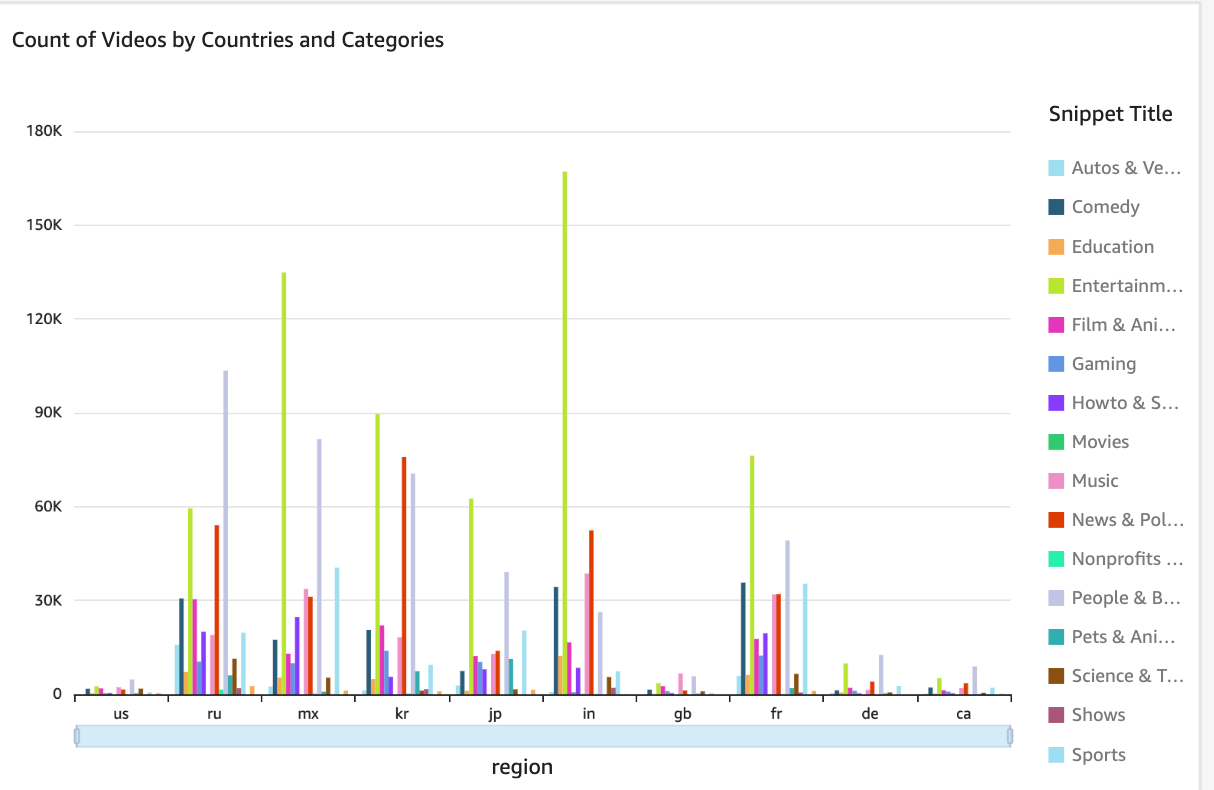 Count of Videos by Countries and Categories
Snippet Title
180K
150K
120K
90K
60K
30K
0
us ru mx kr jp in gb fr de ca
region
Autos & Ve...
Comedy
Education
Entertainm...
Film & Ani...
Gaming
Howto & S...
Movies
Music
News & Pol...
Nonprofits ...
People & B...
Pets & Ani...
Science & T...
Shows
Sports